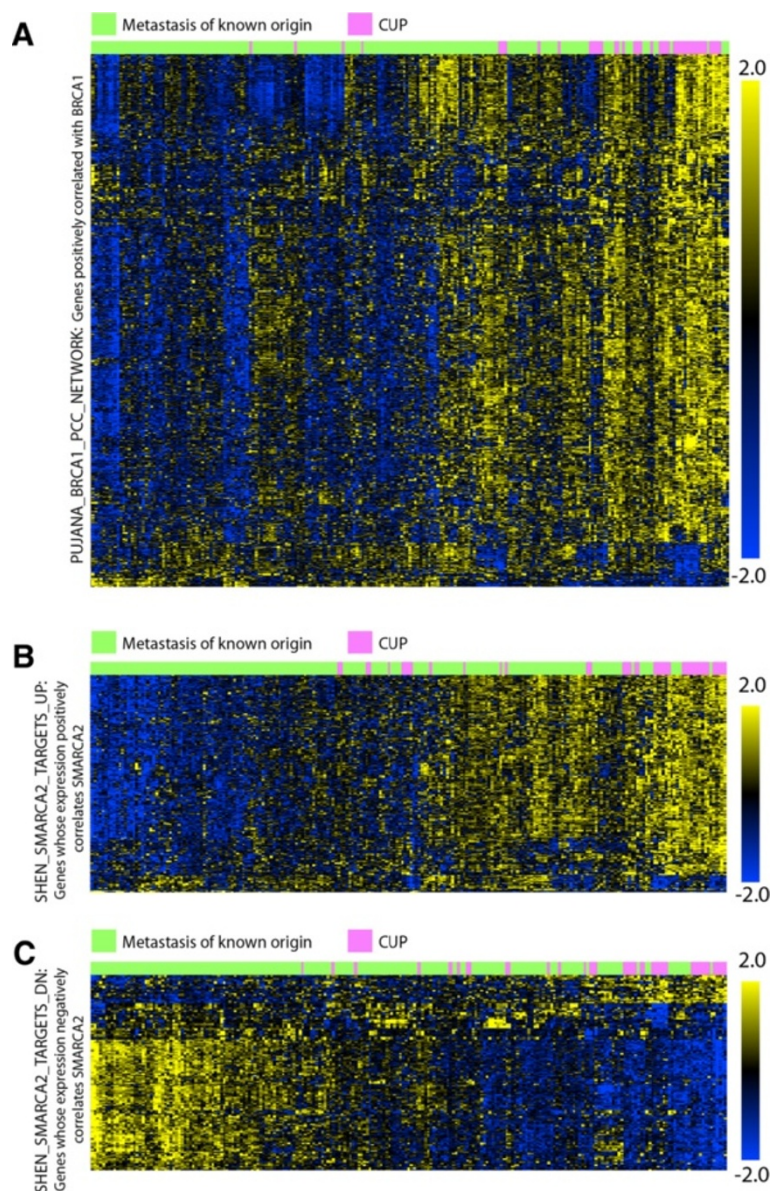 A
Metastasis of known origin
CUP
PUJANA_BRCA1_PCC_NETWORK: Genes positively correlated with BRCA1
2.0
-2.0
B
Metastasis of known origin
CUP
SHEN_SMARCA2_TARGETS_UP:
Genes whose expression positively
correlates SMARCA2
2.0
-2.0
C
Metastasis of known origin
CUP
SHEN_SMARCA2_TARGETS_DN:
Genes whose expression negatively
correlates SMARCA2
2.0
-2.0